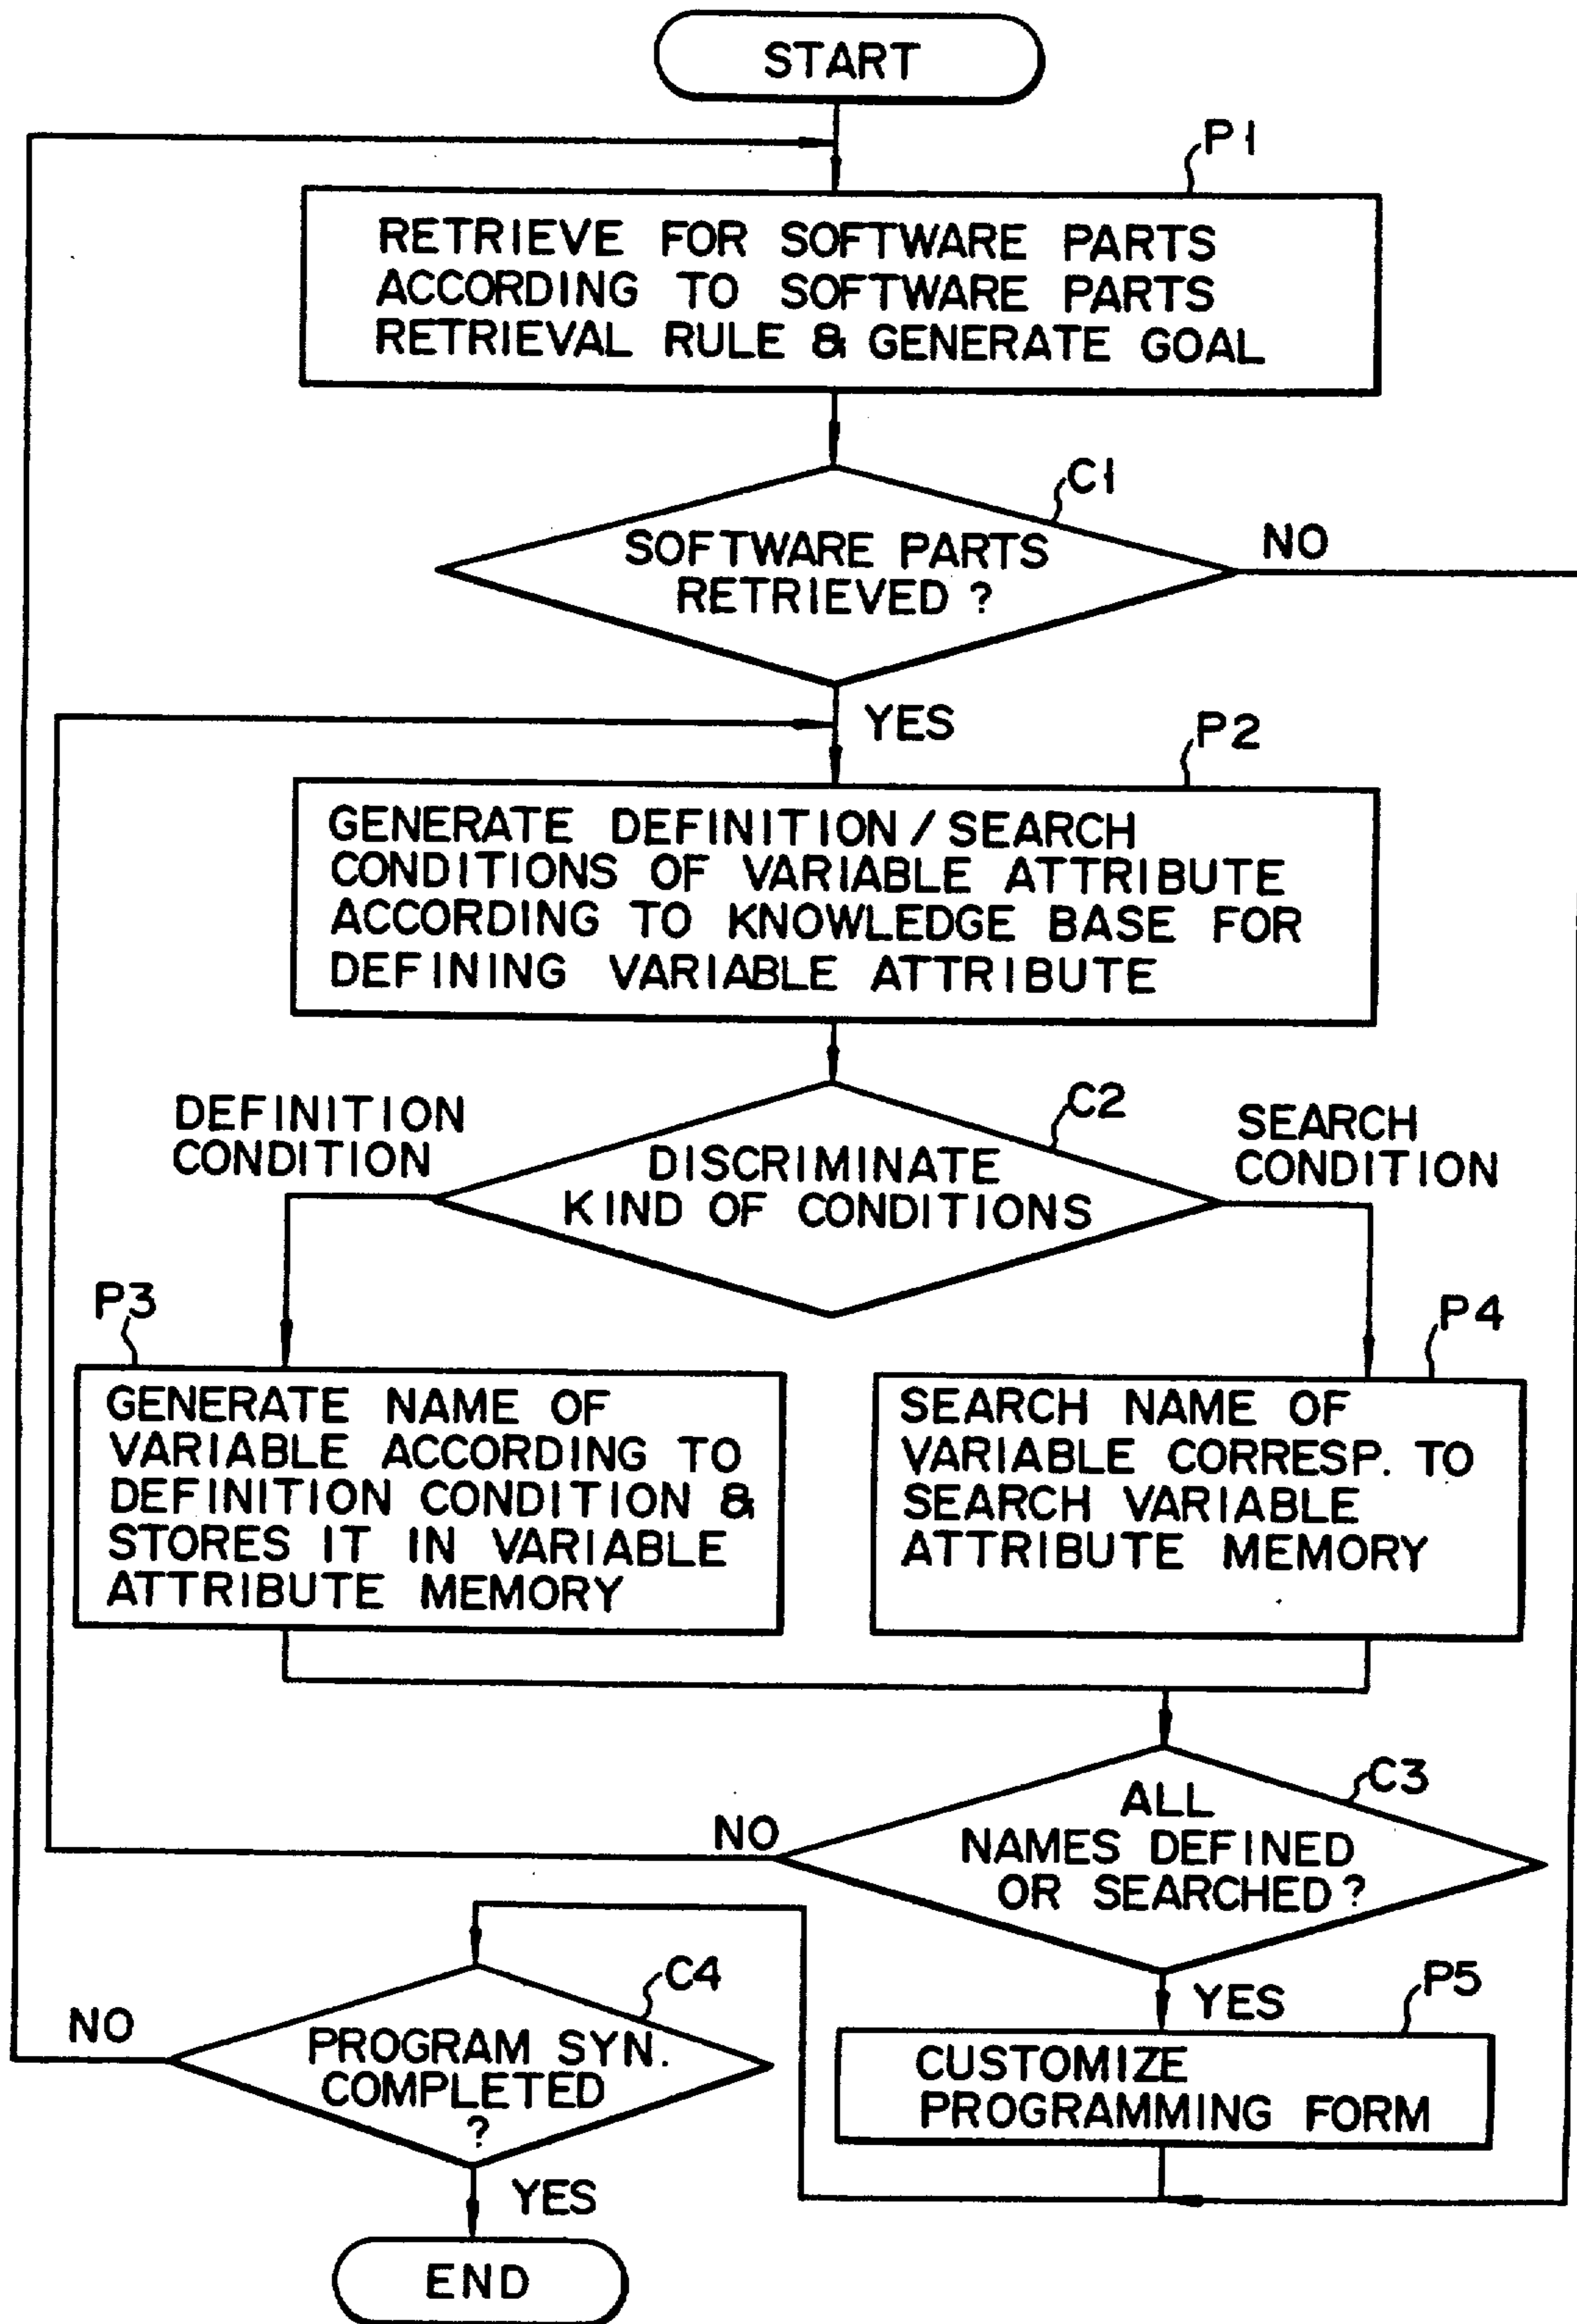 START
P1
RETRIEVE FOR SOFTWARE PARTS
ACCORDING TO SOFTWARE PARTS
RETRIEVAL RULE & GENERATE GOAL
C1
SOFTWARE PARTS
RETRIEVED ?
NO
YES
P2
GENERATE DEFINITION / SEARCH
CONDITIONS OF VARIABLE ATTRIBUTE
ACCORDING TO KNOWLEDGE BASE FOR
DEFINING VARIABLE ATTRIBUTE
DEFINITION
CONDITION
C2
DISCRIMINATE
KIND OF CONDITIONS
SEARCH
CONDITION
P3
GENERATE NAME OF
VARIABLE ACCORDING TO
DEFINITION CONDITION &
STORES IT IN VARIABLE
ATTRIBUTE MEMORY
P4
SEARCH NAME OF
VARIABLE CORRESP. TO
SEARCH VARIABLE
ATTRIBUTE MEMORY
C3
ALL
NAMES DEFINED
OR SEARCHED ?
NO
YES
C4
PROGRAM SYN.
COMPLETED
?
NO
P5
CUSTOMIZE
PROGRAMMING FORM
YES
END